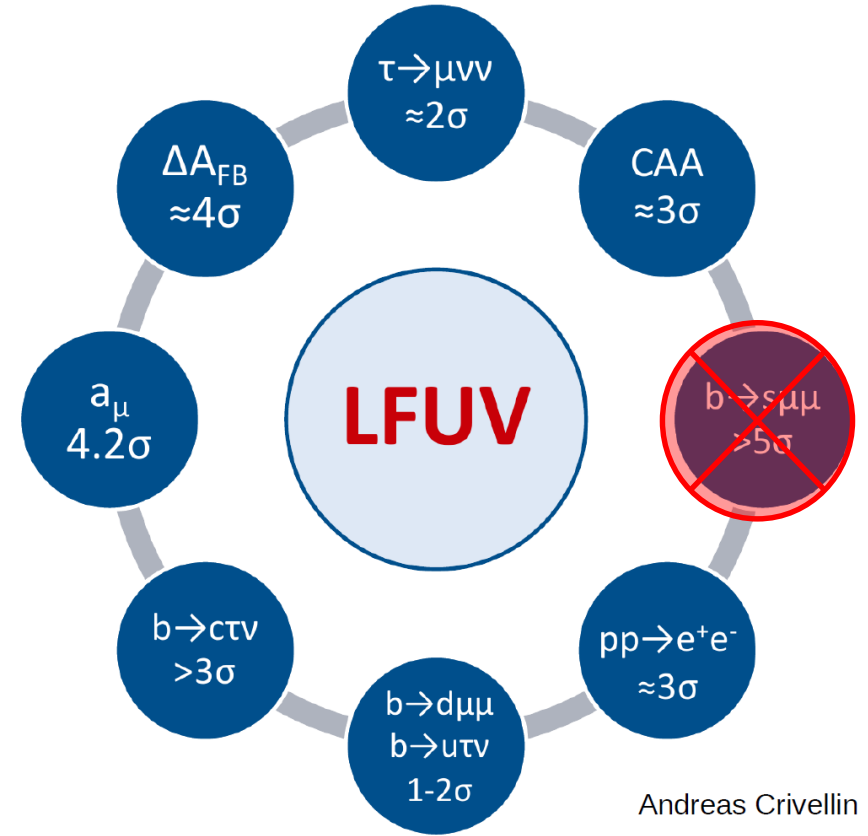 τ→μνν
≈2σ
CAA
≈3σ
b→sμμ
>5σ
pp→e⁺e⁻
≈3σ
b→dμμ
b→uτν
1-2σ
b→cτν
>3σ
aμ
4.2σ
ΔAFB
≈4σ
LFUV
Andreas Crivellin